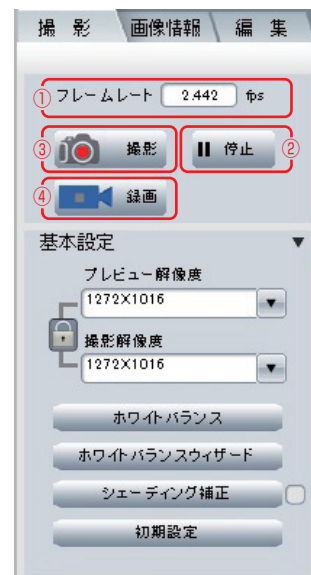 撮 影 画像情報 編 集
① フレームレート 2.442 fps
③ 撮影 停止 ②
④ 録画
基本設定 ▼
プレビュー解像度
1272X1016 ▼
撮影解像度
1272X1016 ▼
ホワイトバランス
ホワイトバランスウィザード
シェーディング補正
初期設定